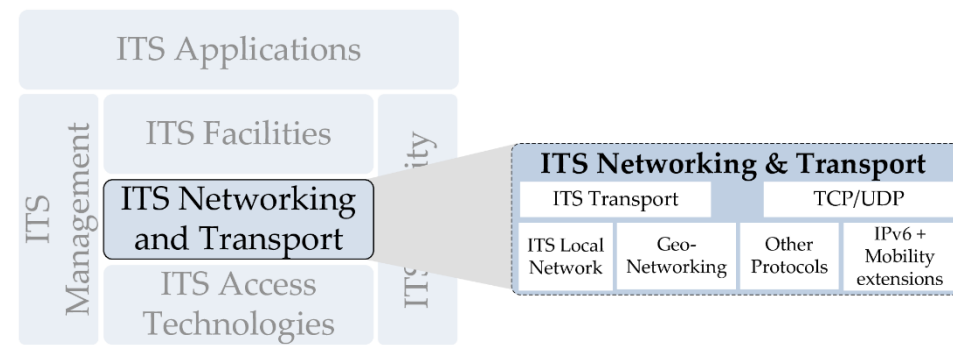 ITS Applications
ITS
Management
ITS Facilities
ITS Networking
and Transport
ITS Access
Technologies
ITS
ity
ITS Networking & Transport
ITS Transport
TCP/UDP
ITS Local
Network
Geo-
Networking
Other
Protocols
IPv6 +
Mobility
extensions